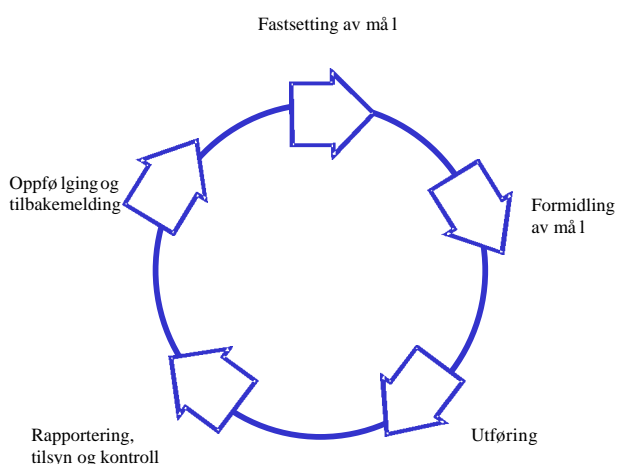 Fastsetting av mål
Formidling
av mål
Utføring
Rapportering,
tilsyn og kontroll
Oppfølging og
tilbakemelding